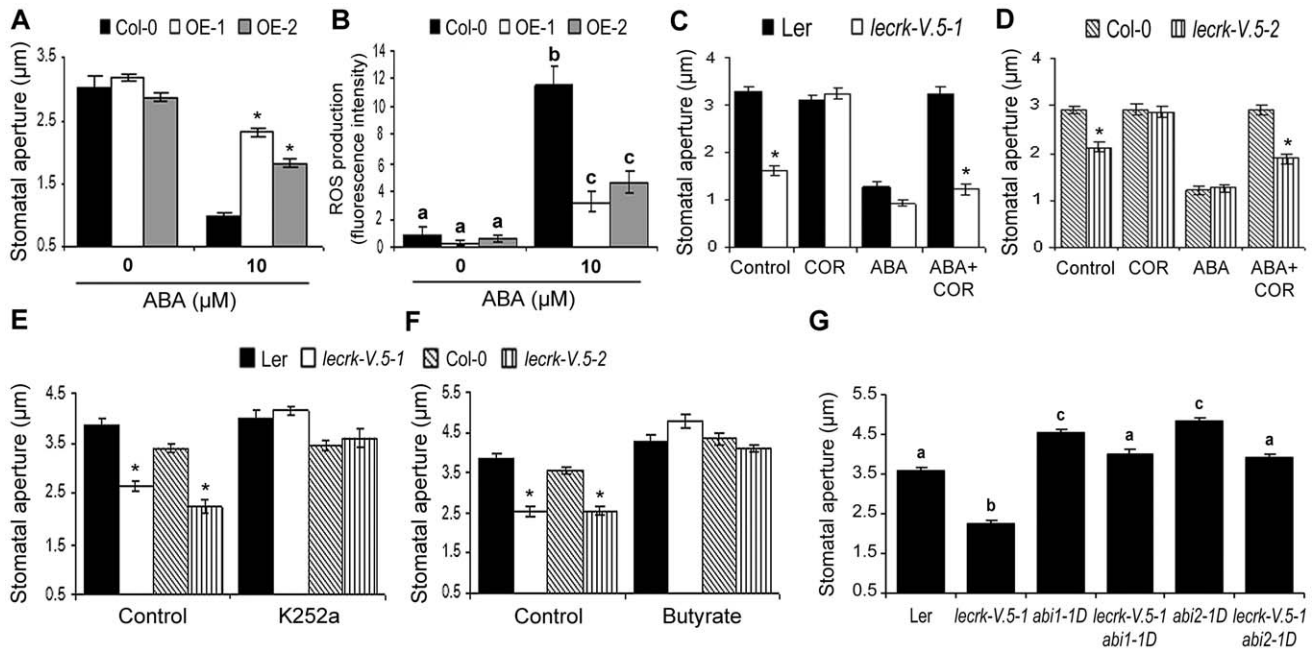 A
Col-0 OE-1 OE-2
Stomatal aperture (µm)
3.5
2.5
1.5
0.5
* *
0 10
ABA (µM)
B
Col-0 OE-1 OE-2
ROS production
(fluorescence intensity)
14
12
10
8
6
4
2
0
a a a b c c
0 10
ABA (µM)
C
Ler lecrk-V.5-1
Stomatal aperture (µm)
4
3
2
1
0
* *
Control COR ABA ABA+
COR
D
Col-0 lecrk-V.5-2
Stomatal aperture (µm)
4
3
2
1
0
* *
Control COR ABA ABA+
COR
E
Ler lecrk-V.5-1 Col-0 lecrk-V.5-2
Stomatal aperture (µm)
4.5
3.5
2.5
1.5
0.5
* *
Control K252a
F
Stomatal aperture (µm)
5.5
4.5
3.5
2.5
1.5
0.5
* *
Control Butyrate
G
Stomatal aperture (µm)
5.5
4.5
3.5
2.5
1.5
0.5
a b c a c a
Ler lecrk-V.5-1 abi1-1D lecrk-V.5-1 abi2-1D lecrk-V.5-1
abi1-1D abi2-1D